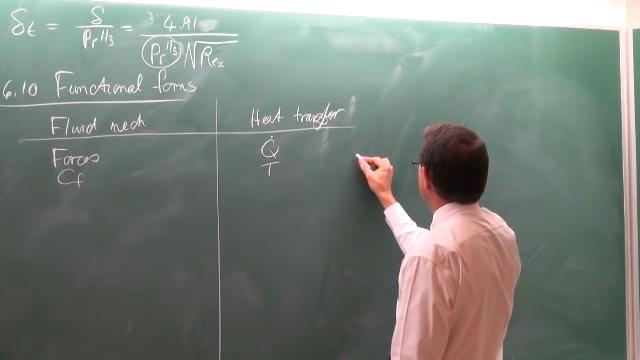 δt = δ / Pr^1/3 = 4.91 / Pr^1/3 √Rex
6.10 Functional forms.
Fluid mech Heat transfer
Forces Q̇
Cf T